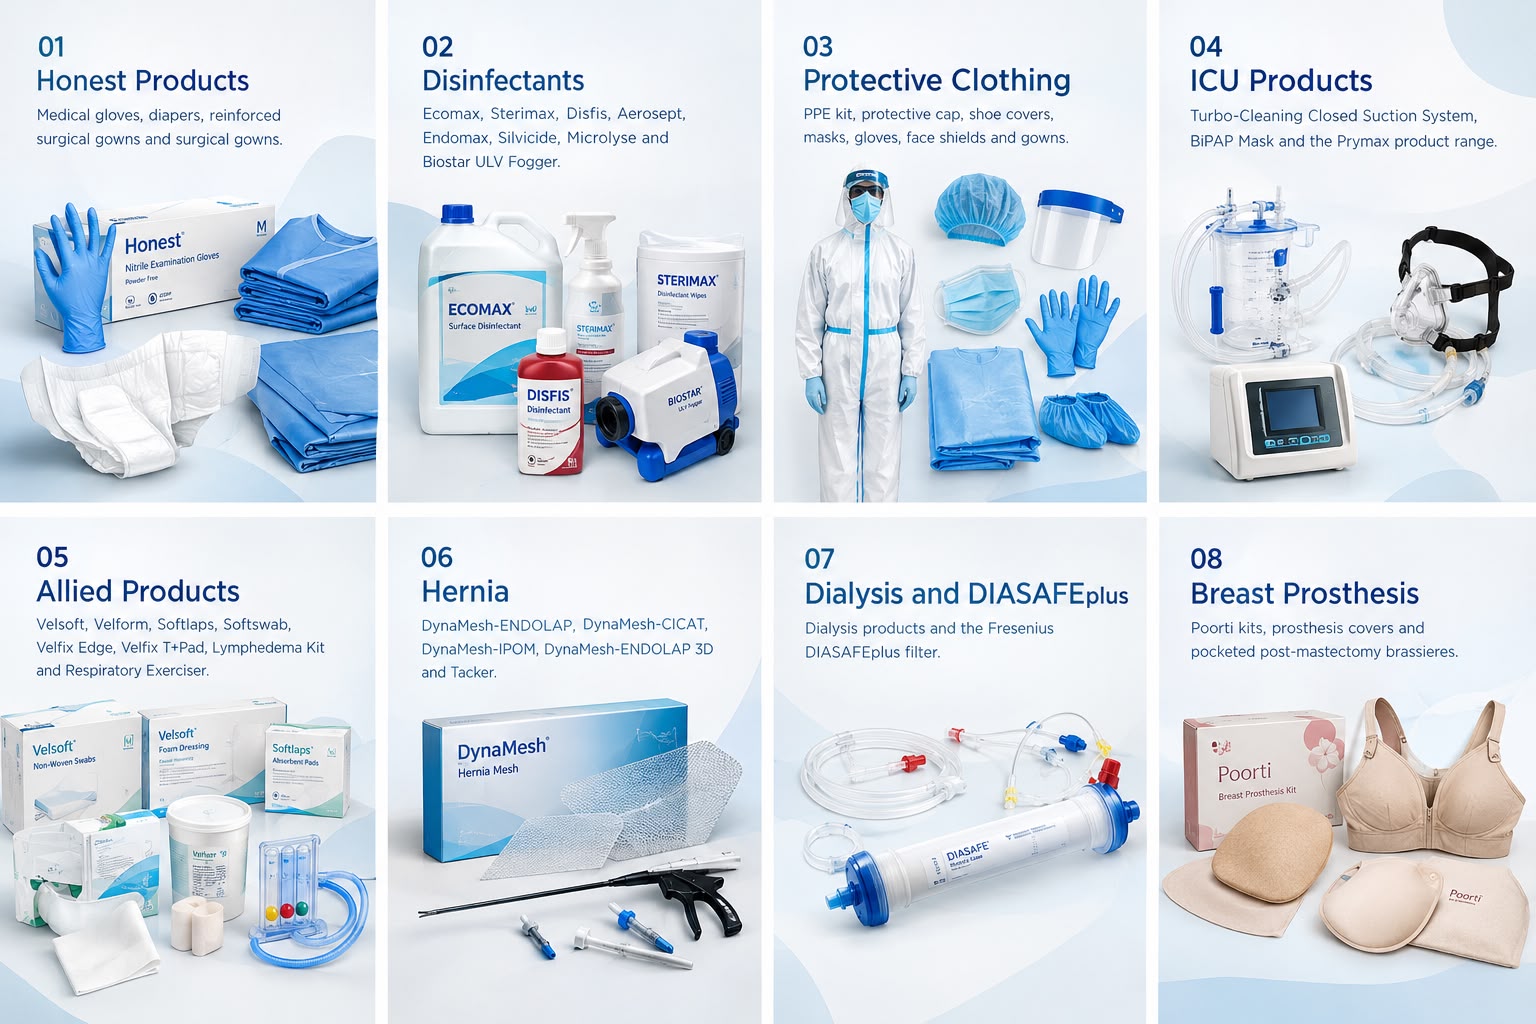 01
Honest Products
Medical gloves, diapers, reinforced
surgical gowns and surgical gowns.
Honest®
Nitrile Examination Gloves
Powder Free
M
02
Disinfectants
Ecomax, Sterimax, Disfis, Aerosept,
Endomax, Silvicide, Microlyse and
Biostar ULV Fogger.
ECOMAX®
Surface Disinfectant
STERIMAX®
STERIMAX®
Disinfectant Wipes
DISFIS®
Disinfectant
BIOSTAR®
ULV Fogger
03
Protective Clothing
PPE kit, protective cap, shoe covers,
masks, gloves, face shields and gowns.
04
ICU Products
Turbo-Cleaning Closed Suction System,
BiPAP Mask and the Prymax product range.
05
Allied Products
Velsoft, Velform, Softlaps, Softswab,
Velfix Edge, Velfix T+Pad, Lymphedema Kit
and Respiratory Exerciser.
Velsoft®
Non-Woven Swabs
Velsoft®
Foam Dressing
Softlaps®
Absorbent Pads
06
Hernia
DynaMesh-ENDOLAP, DynaMesh-CICAT,
DynaMesh-IPOM, DynaMesh-ENDOLAP 3D
and Tacker.
DynaMesh®
Hernia Mesh
07
Dialysis and DIASAFEplus
Dialysis products and the Fresenius
DIASAFEplus filter.
DIASAFE®
08
Breast Prosthesis
Poorti kits, prosthesis covers and
pocketed post-mastectomy brassieres.
Poorti
Breast Prosthesis Kit
Poorti